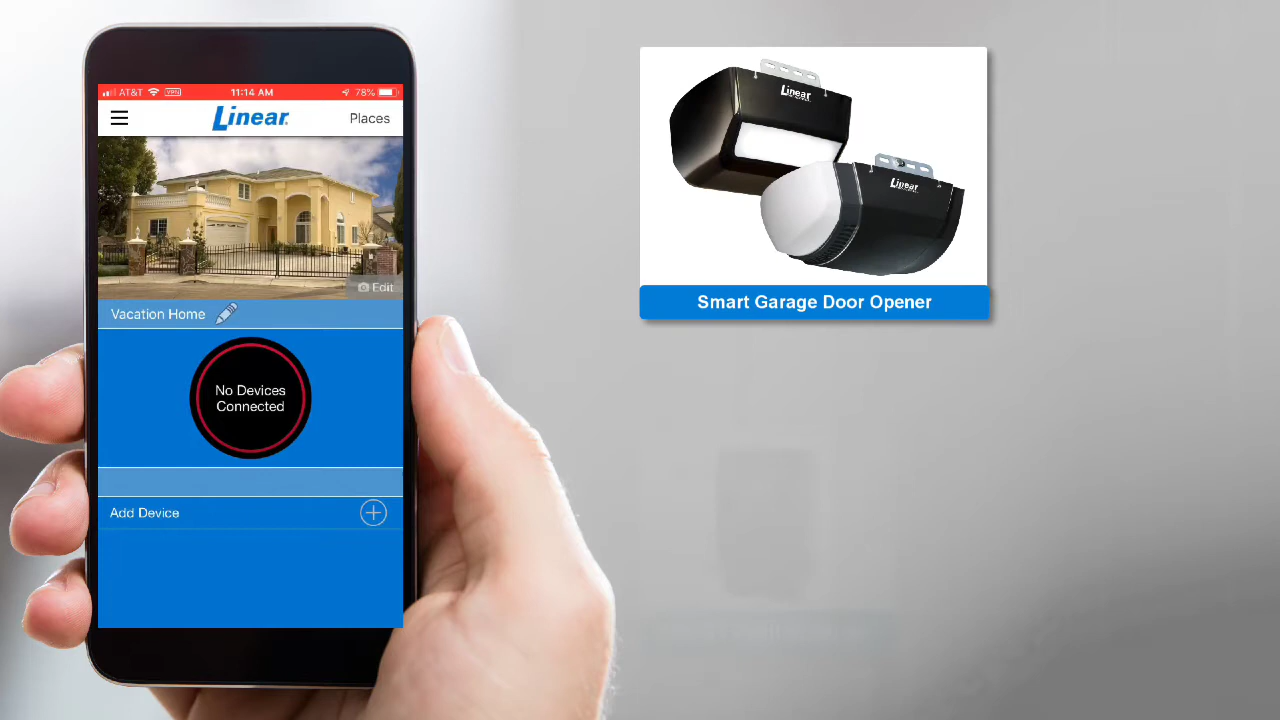 AT&T VPN 11:14 AM 78%
Linear Places
Edit
Vacation Home
No Devices
Connected
Add Device
Linear
Linear
Smart Garage Door Opener